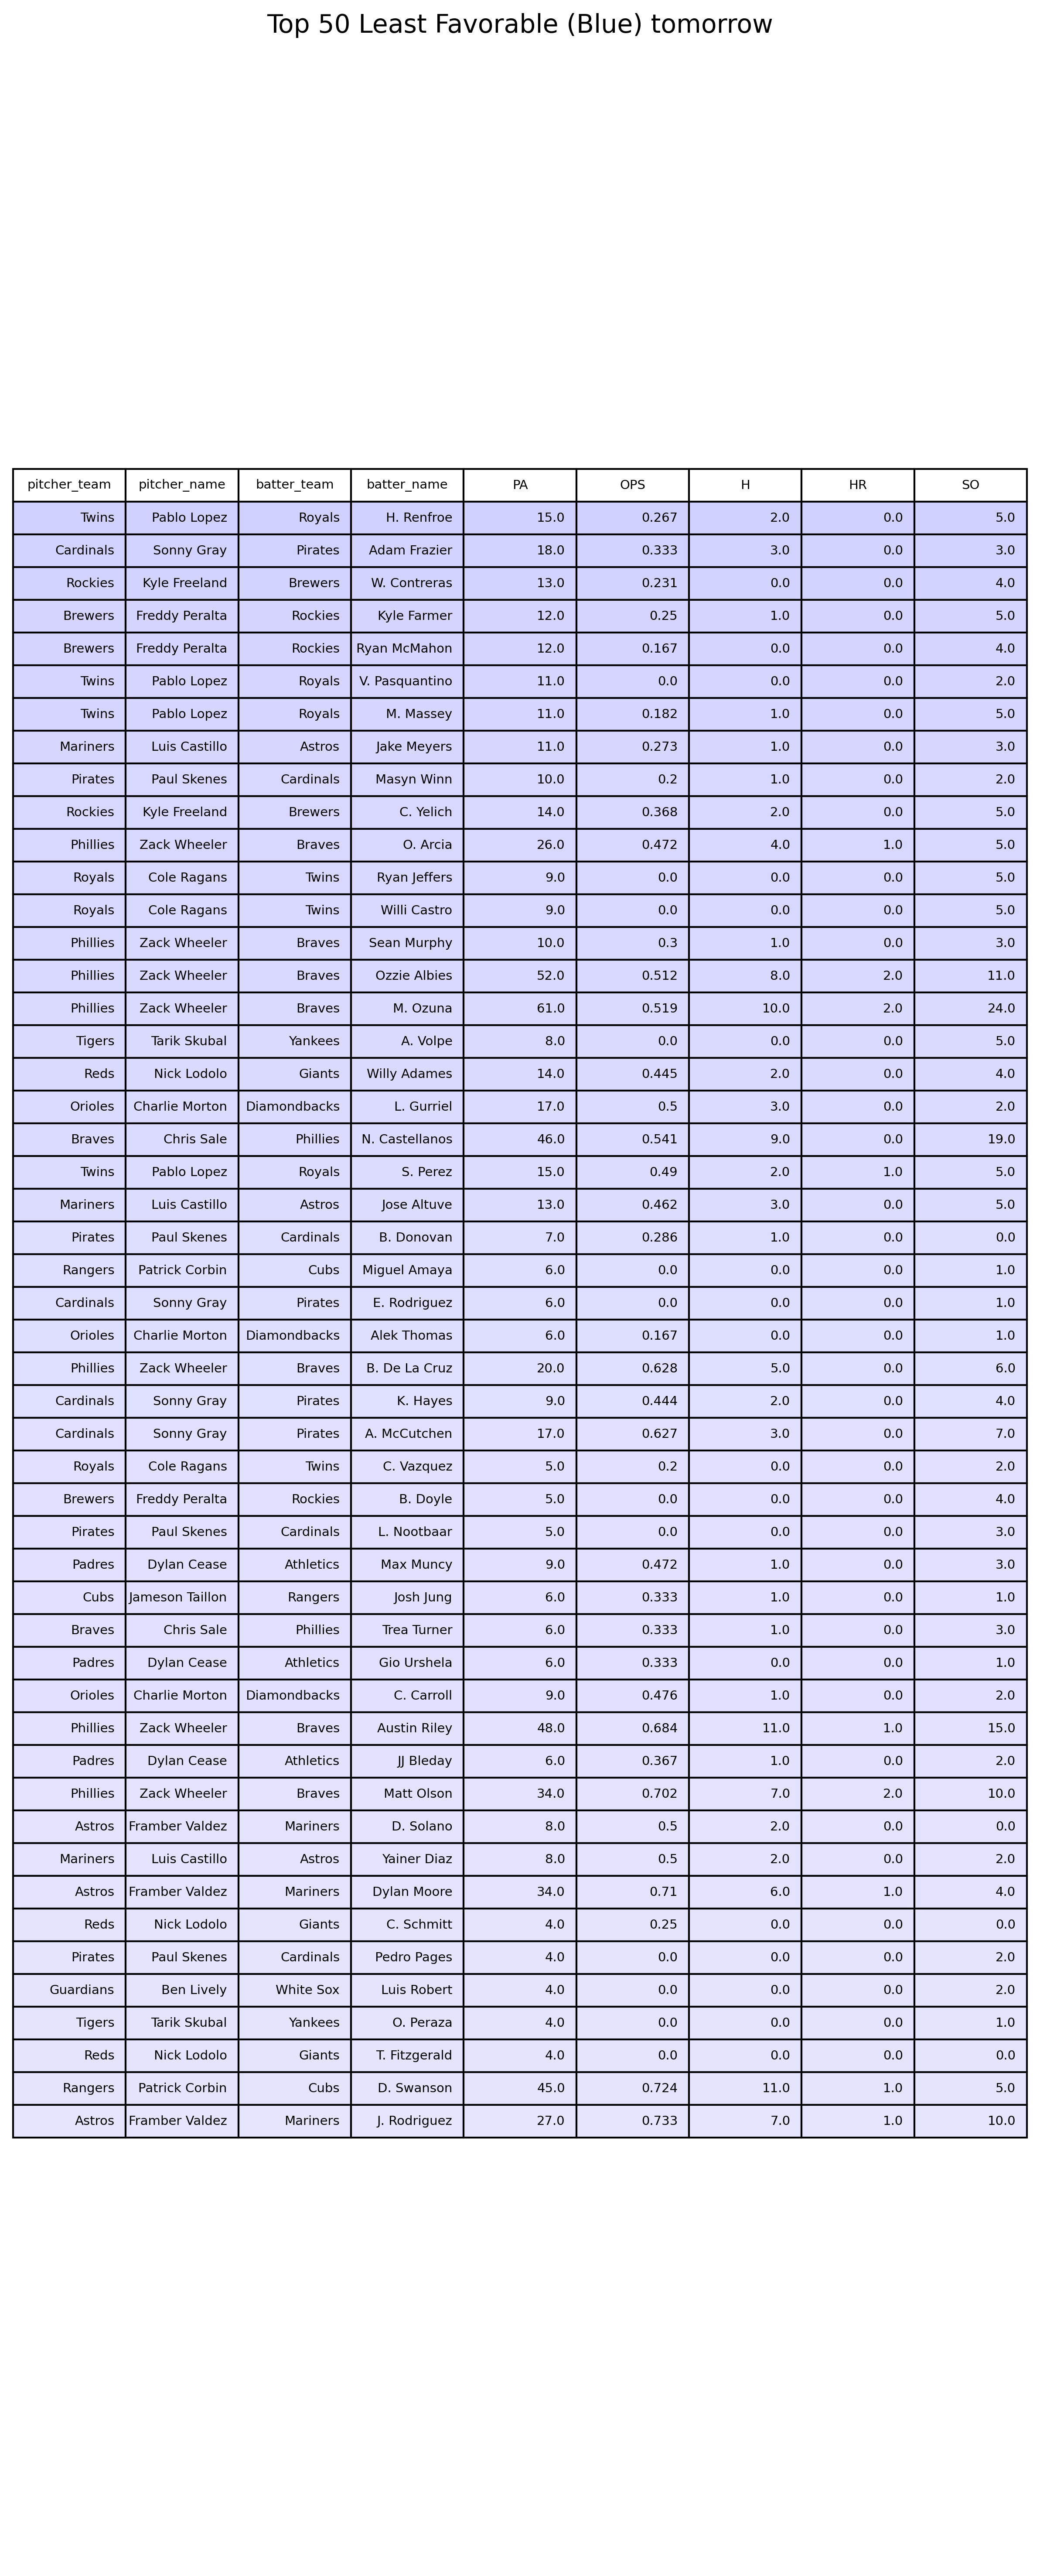 Top 50 Least Favorable (Blue) tomorrow
pitcher_team pitcher_name batter_team batter_name PA OPS H HR SO
Twins Pablo Lopez Royals H. Renfroe 15.0 0.267 2.0 0.0 5.0
Cardinals Sonny Gray Pirates Adam Frazier 18.0 0.333 3.0 0.0 3.0
Rockies Kyle Freeland Brewers W. Contreras 13.0 0.231 0.0 0.0 4.0
Brewers Freddy Peralta Rockies Kyle Farmer 12.0 0.25 1.0 0.0 5.0
Brewers Freddy Peralta Rockies Ryan McMahon 12.0 0.167 0.0 0.0 4.0
Twins Pablo Lopez Royals V. Pasquantino 11.0 0.0 0.0 0.0 2.0
Twins Pablo Lopez Royals M. Massey 11.0 0.182 1.0 0.0 5.0
Mariners Luis Castillo Astros Jake Meyers 11.0 0.273 1.0 0.0 3.0
Pirates Paul Skenes Cardinals Masyn Winn 10.0 0.2 1.0 0.0 2.0
Rockies Kyle Freeland Brewers C. Yelich 14.0 0.368 2.0 0.0 5.0
Phillies Zack Wheeler Braves O. Arcia 26.0 0.472 4.0 1.0 5.0
Royals Cole Ragans Twins Ryan Jeffers 9.0 0.0 0.0 0.0 5.0
Royals Cole Ragans Twins Willi Castro 9.0 0.0 0.0 0.0 5.0
Phillies Zack Wheeler Braves Sean Murphy 10.0 0.3 1.0 0.0 3.0
Phillies Zack Wheeler Braves Ozzie Albies 52.0 0.512 8.0 2.0 11.0
Phillies Zack Wheeler Braves M. Ozuna 61.0 0.519 10.0 2.0 24.0
Tigers Tarik Skubal Yankees A. Volpe 8.0 0.0 0.0 0.0 5.0
Reds Nick Lodolo Giants Willy Adames 14.0 0.445 2.0 0.0 4.0
Orioles Charlie Morton Diamondbacks L. Gurriel 17.0 0.5 3.0 0.0 2.0
Braves Chris Sale Phillies N. Castellanos 46.0 0.541 9.0 0.0 19.0
Twins Pablo Lopez Royals S. Perez 15.0 0.49 2.0 1.0 5.0
Mariners Luis Castillo Astros Jose Altuve 13.0 0.462 3.0 0.0 5.0
Pirates Paul Skenes Cardinals B. Donovan 7.0 0.286 1.0 0.0 0.0
Rangers Patrick Corbin Cubs Miguel Amaya 6.0 0.0 0.0 0.0 1.0
Cardinals Sonny Gray Pirates E. Rodriguez 6.0 0.0 0.0 0.0 1.0
Orioles Charlie Morton Diamondbacks Alek Thomas 6.0 0.167 0.0 0.0 1.0
Phillies Zack Wheeler Braves B. De La Cruz 20.0 0.628 5.0 0.0 6.0
Cardinals Sonny Gray Pirates K. Hayes 9.0 0.444 2.0 0.0 4.0
Cardinals Sonny Gray Pirates A. McCutchen 17.0 0.627 3.0 0.0 7.0
Royals Cole Ragans Twins C. Vazquez 5.0 0.2 0.0 0.0 2.0
Brewers Freddy Peralta Rockies B. Doyle 5.0 0.0 0.0 0.0 4.0
Pirates Paul Skenes Cardinals L. Nootbaar 5.0 0.0 0.0 0.0 3.0
Padres Dylan Cease Athletics Max Muncy 9.0 0.472 1.0 0.0 3.0
Cubs Jameson Taillon Rangers Josh Jung 6.0 0.333 1.0 0.0 1.0
Braves Chris Sale Phillies Trea Turner 6.0 0.333 1.0 0.0 3.0
Padres Dylan Cease Athletics Gio Urshela 6.0 0.333 0.0 0.0 1.0
Orioles Charlie Morton Diamondbacks C. Carroll 9.0 0.476 1.0 0.0 2.0
Phillies Zack Wheeler Braves Austin Riley 48.0 0.684 11.0 1.0 15.0
Padres Dylan Cease Athletics JJ Bleday 6.0 0.367 1.0 0.0 2.0
Phillies Zack Wheeler Braves Matt Olson 34.0 0.702 7.0 2.0 10.0
Astros Framber Valdez Mariners D. Solano 8.0 0.5 2.0 0.0 0.0
Mariners Luis Castillo Astros Yainer Diaz 8.0 0.5 2.0 0.0 2.0
Astros Framber Valdez Mariners Dylan Moore 34.0 0.71 6.0 1.0 4.0
Reds Nick Lodolo Giants C. Schmitt 4.0 0.25 0.0 0.0 0.0
Pirates Paul Skenes Cardinals Pedro Pages 4.0 0.0 0.0 0.0 2.0
Guardians Ben Lively White Sox Luis Robert 4.0 0.0 0.0 0.0 2.0
Tigers Tarik Skubal Yankees O. Peraza 4.0 0.0 0.0 0.0 1.0
Reds Nick Lodolo Giants T. Fitzgerald 4.0 0.0 0.0 0.0 0.0
Rangers Patrick Corbin Cubs D. Swanson 45.0 0.724 11.0 1.0 5.0
Astros Framber Valdez Mariners J. Rodriguez 27.0 0.733 7.0 1.0 10.0